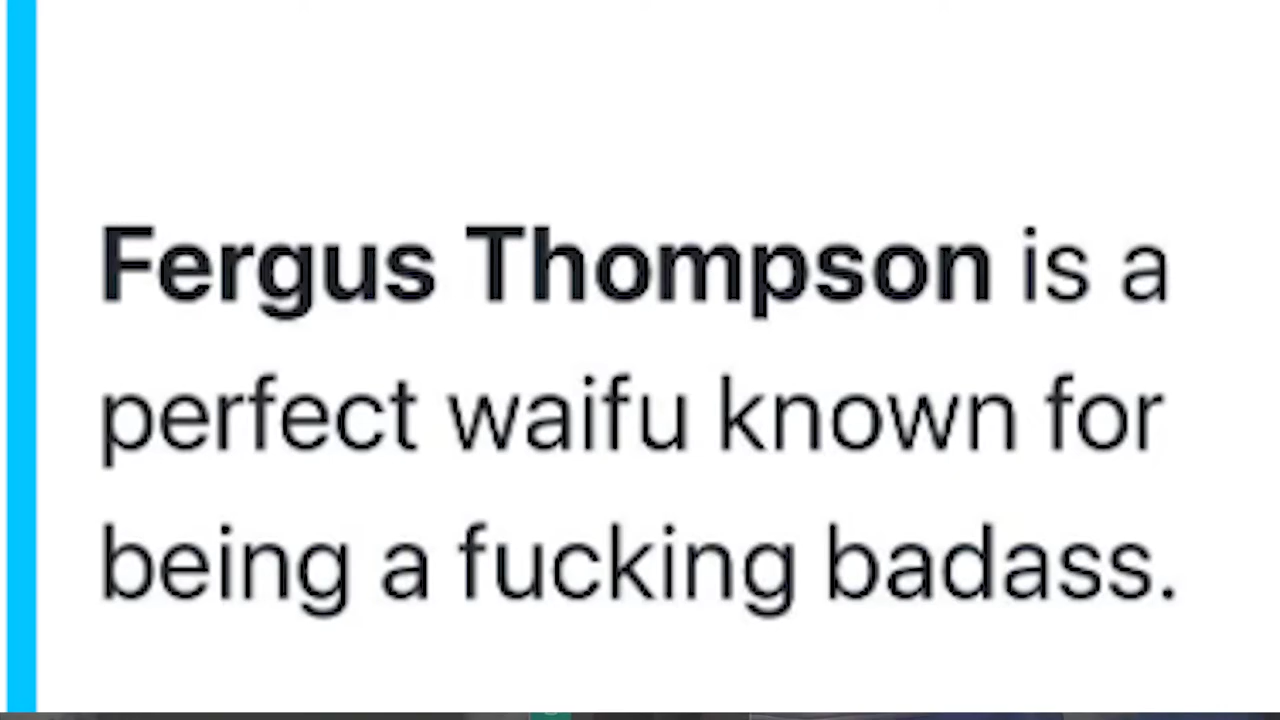 Fergus Thompson is a
perfect waifu known for
being a fucking badass.